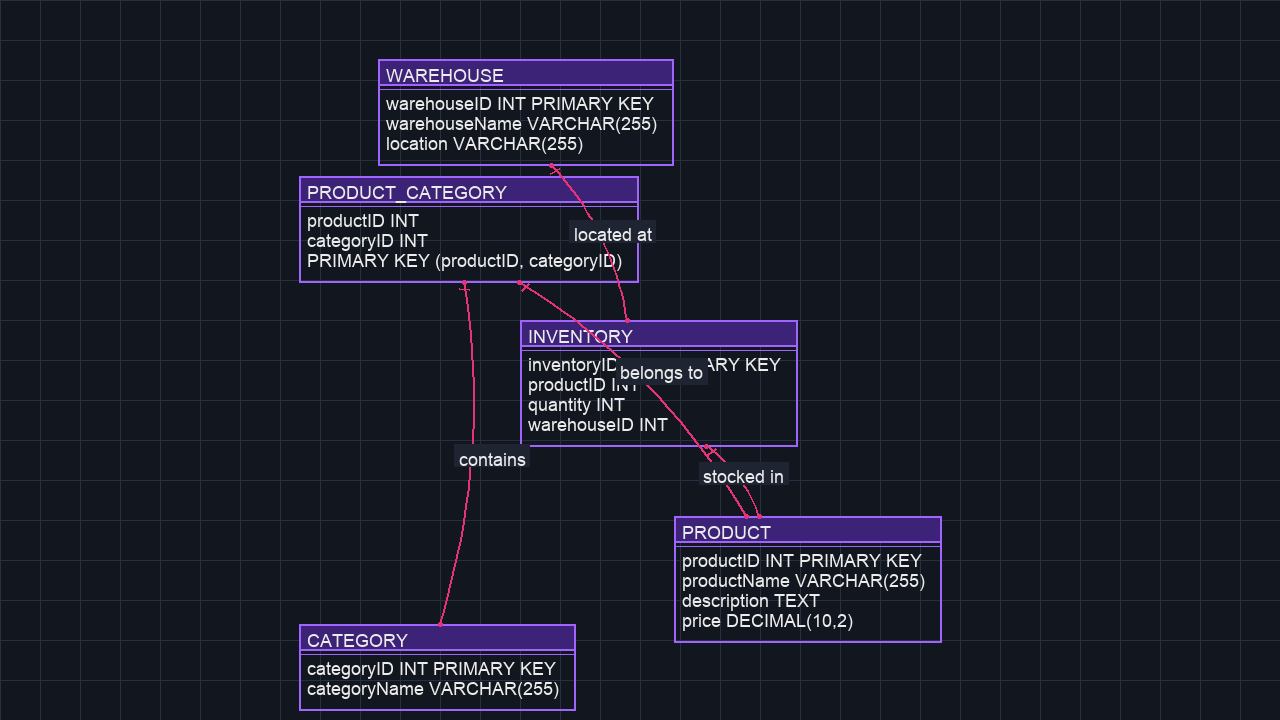 WAREHOUSE
warehouseID INT PRIMARY KEY
warehouseName VARCHAR(255)
location VARCHAR(255)
PRODUCT_CATEGORY
productID INT
categoryID INT
PRIMARY KEY (productID, categoryID)
located at
INVENTORY
inventoryID ARY KEY
belongs to
productID INT
quantity INT
warehouseID INT
contains
stocked in
PRODUCT
productID INT PRIMARY KEY
productName VARCHAR(255)
description TEXT
price DECIMAL(10,2)
CATEGORY
categoryID INT PRIMARY KEY
categoryName VARCHAR(255)